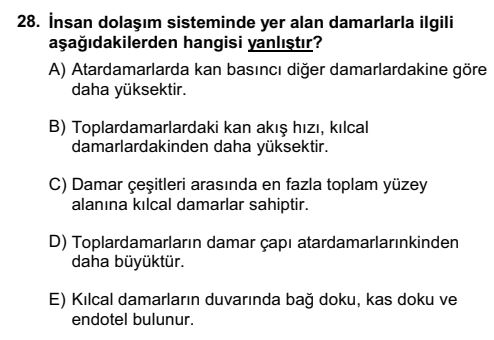 28. İnsan dolaşım sisteminde yer alan damarlarla ilgili
aşağıdakilerden hangisi yanlıştır?
A) Atardamarlarda kan basıncı diğer damarlardakine göre
daha yüksektir.
B) Toplardamarlardaki kan akış hızı, kılcal
damarlardakinden daha yüksektir.
C) Damar çeşitleri arasında en fazla toplam yüzey
alanına kılcal damarlar sahiptir.
D) Toplardamarların damar çapı atardamarlarınkinden
daha büyüktür.
E) Kılcal damarların duvarında bağ doku, kas doku ve
endotel bulunur.